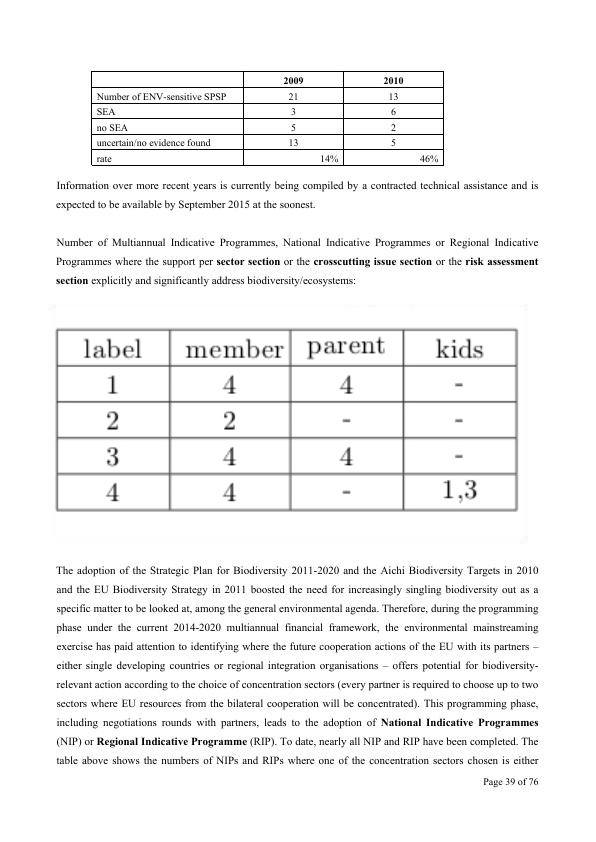 2009 2010
Number of ENV-sensitive SPSP 21 13
SEA 3 6
no SEA 5 2
uncertain/no evidence found 13 5
rate 14% 46%
Information over more recent years is currently being compiled by a contracted technical assistance and is
expected to be available by September 2015 at the soonest.
Number of Multiannual Indicative Programmes, National Indicative Programmes or Regional Indicative
Programmes where the support per sector section or the crosscutting issue section or the risk assessment
section explicitly and significantly address biodiversity/ecosystems:
label member parent kids
1 4 4 -
2 2 - -
3 4 4 -
4 4 - 1,3
The adoption of the Strategic Plan for Biodiversity 2011-2020 and the Aichi Biodiversity Targets in 2010
and the EU Biodiversity Strategy in 2011 boosted the need for increasingly singling biodiversity out as a
specific matter to be looked at, among the general environmental agenda. Therefore, during the programming
phase under the current 2014-2020 multiannual financial framework, the environmental mainstreaming
exercise has paid attention to identifying where the future cooperation actions of the EU with its partners –
either single developing countries or regional integration organisations – offers potential for biodiversity-
relevant action according to the choice of concentration sectors (every partner is required to choose up to two
sectors where EU resources from the bilateral cooperation will be concentrated). This programming phase,
including negotiations rounds with partners, leads to the adoption of National Indicative Programmes
(NIP) or Regional Indicative Programme (RIP). To date, nearly all NIP and RIP have been completed. The
table above shows the numbers of NIPs and RIPs where one of the concentration sectors chosen is either
Page 39 of 76